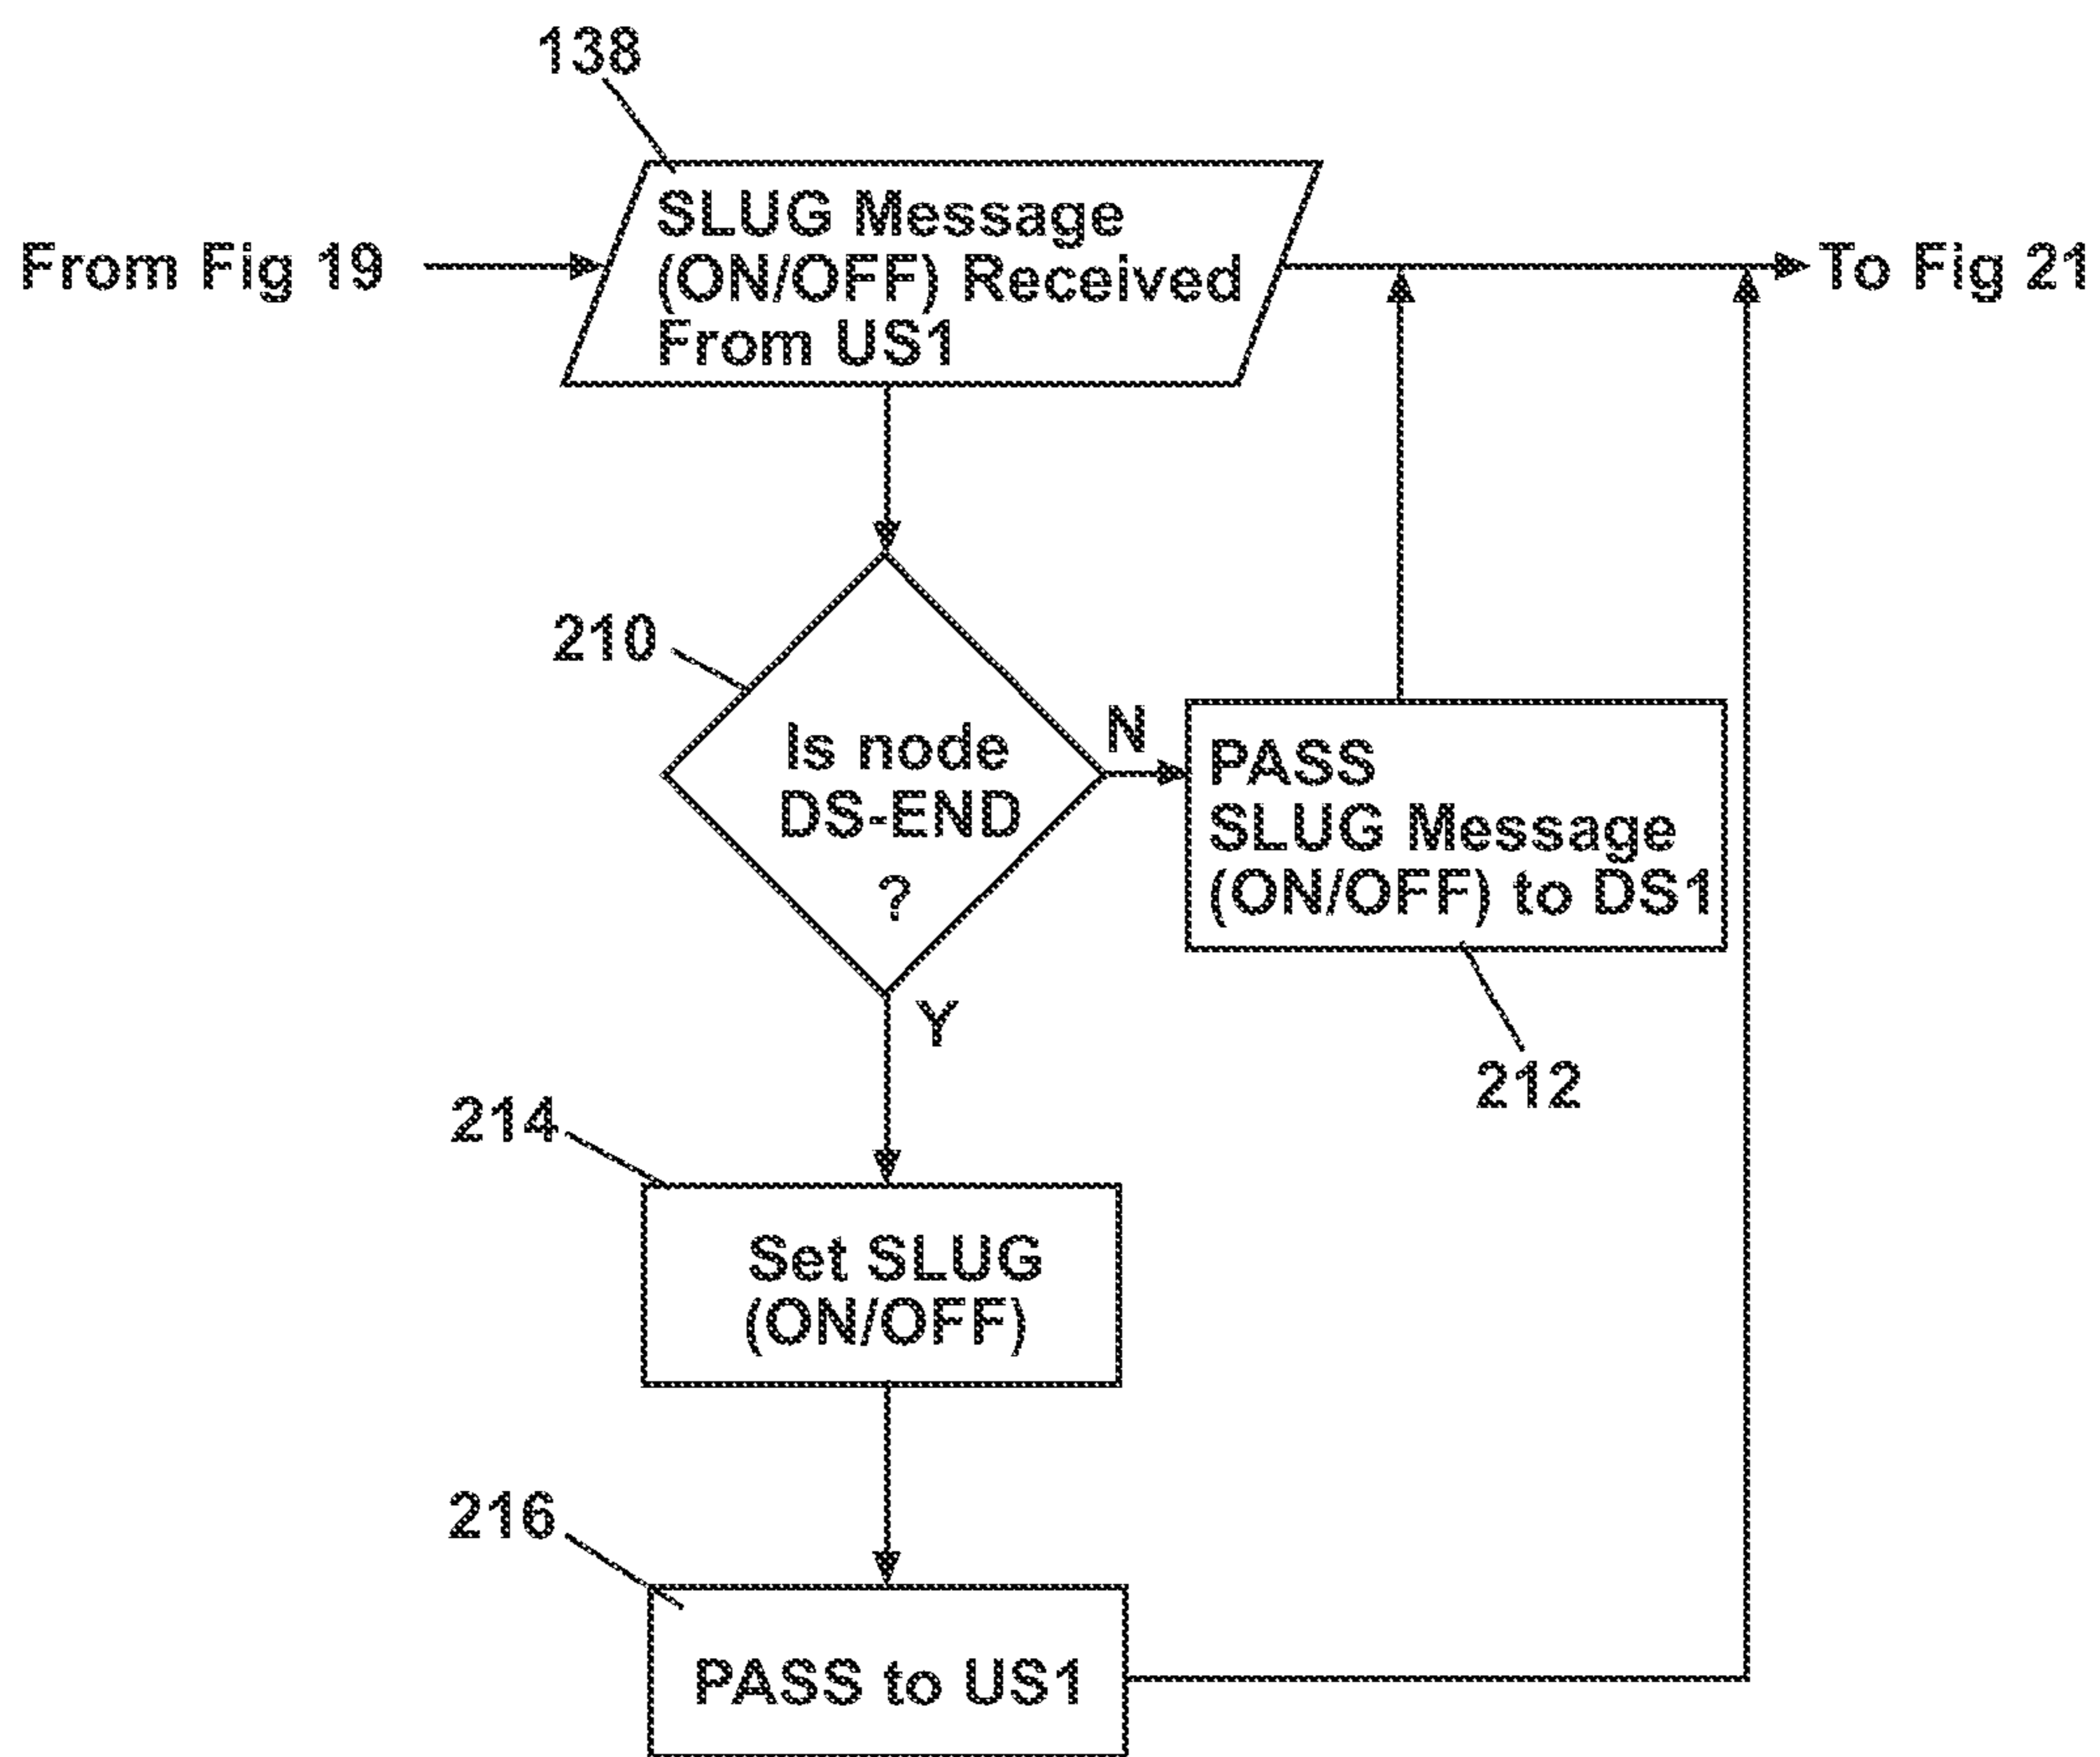 138
From Fig 19
SLUG Message
(ON/OFF) Received
From US1
To Fig 21
210
Is node
DS-END
?
N
PASS
SLUG Message
(ON/OFF) to DS1
212
Y
214
Set SLUG
(ON/OFF)
216
PASS to US1